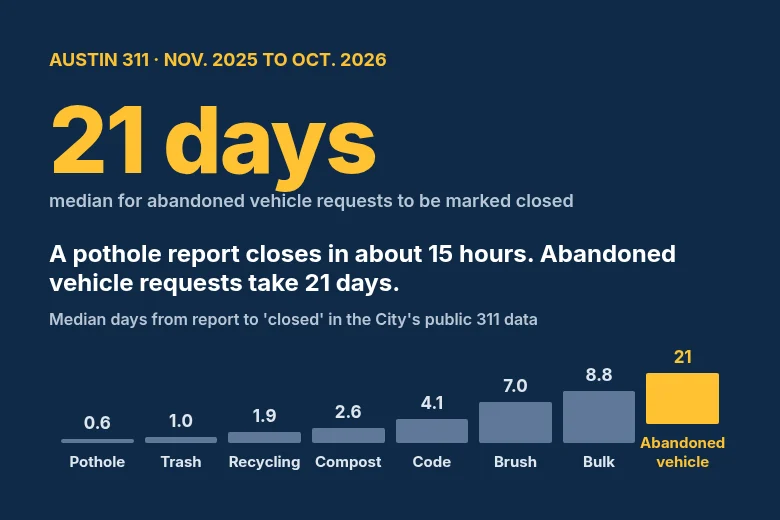 AUSTIN 311 · NOV. 2025 TO OCT. 2026
21 days
median for abandoned vehicle requests to be marked closed
A pothole report closes in about 15 hours. Abandoned
vehicle requests take 21 days.
Median days from report to 'closed' in the City's public 311 data
0.6
1.0
1.9
2.6
4.1
7.0
8.8
21
Pothole
Trash
Recycling
Compost
Code
Brush
Bulk
Abandoned
vehicle